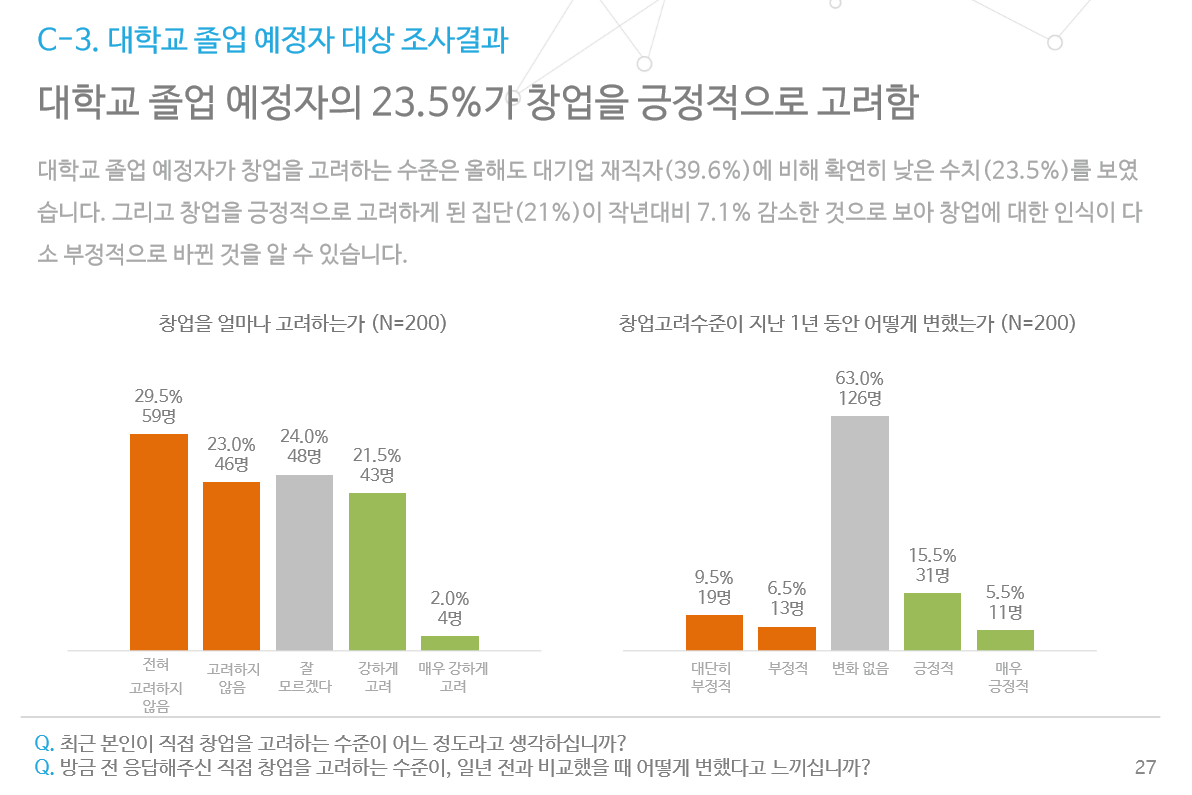 C-3. 대학교 졸업 예정자 대상 조사결과
대학교 졸업 예정자의 23.5%가 창업을 긍정적으로 고려함
대학교 졸업 예정자가 창업을 고려하는 수준은 올해도 대기업 재직자(39.6%)에 비해 확연히 낮은 수치(23.5%)를 보였
습니다. 그리고 창업을 긍정적으로 고려하게 된 집단(21%)이 작년대비 7.1% 감소한 것으로 보아 창업에 대한 인식이 다
소 부정적으로 바뀐 것을 알 수 있습니다.
창업을 얼마나 고려하는가 (N=200)
29.5%
59명
23.0%
46명
24.0%
48명
21.5%
43명
2.0%
4명
전혀
고려하지
않음
고려하지
않음
잘
모르겠다
강하게
고려
매우 강하게
고려
창업고려수준이 지난 1년 동안 어떻게 변했는가 (N=200)
9.5%
19명
6.5%
13명
63.0%
126명
15.5%
31명
5.5%
11명
대단히
부정적
부정적
변화 없음
긍정적
매우
긍정적
Q. 최근 본인이 직접 창업을 고려하는 수준이 어느 정도라고 생각하십니까?
Q. 방금 전 응답해주신 직접 창업을 고려하는 수준이, 일년 전과 비교했을 때 어떻게 변했다고 느끼십니까?
27